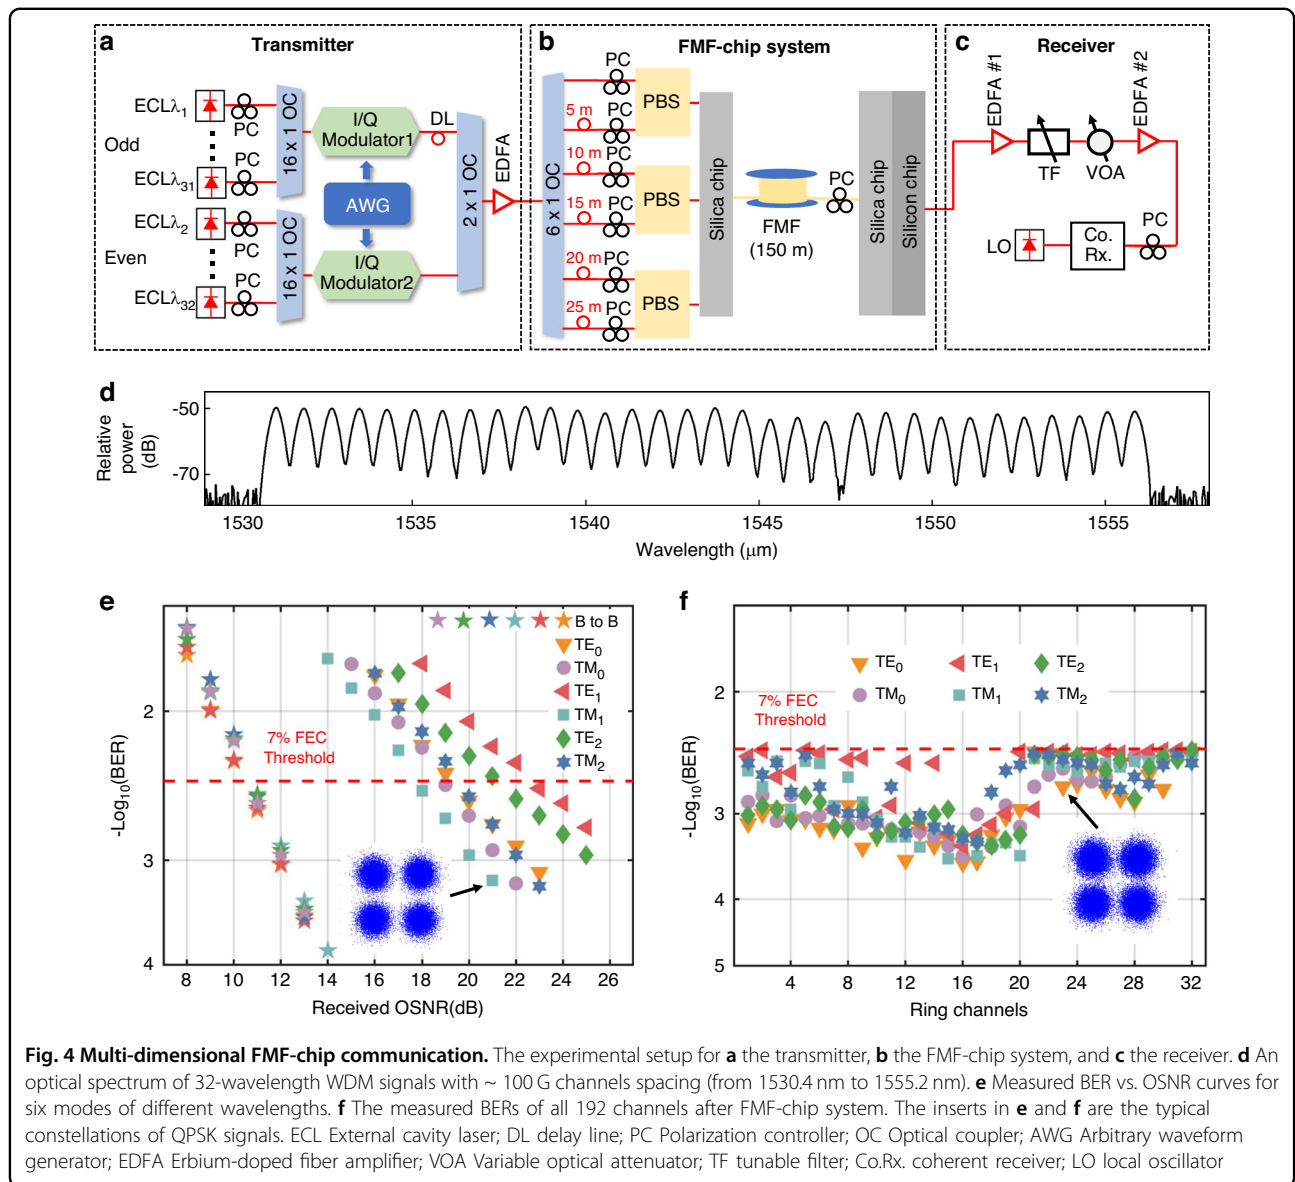 a
Transmitter
ECLλ1
PC
Odd
ECLλ31
PC
ECLλ2
PC
Even
ECLλ32
PC
16 x 1 OC
16 x 1 OC
I/Q
Modulator1
AWG
I/Q
Modulator2
DL
2 x 1 OC
EDFA
b
FMF-chip system
6 x 1 OC
5 m
10 m
15 m
20 m
25 m
PC
PC
PC
PC
PC
PC
PBS
PBS
PBS
Silica chip
FMF
(150 m)
PC
Silica chip
Silicon chip
c
Receiver
EDFA #1
TF
VOA
EDFA #2
LO
Co.
Rx.
PC
d
Relative
power
(dB)
-50
-70
1530
1535
1540
1545
1550
1555
Wavelength (μm)
e
-Log10(BER)
2
3
4
7% FEC
Threshold
B to B
TE0
TM0
TE1
TM1
TE2
TM2
8 10 12 14 16 18 20 22 24 26
Received OSNR(dB)
f
-Log10(BER)
2
3
4
5
7% FEC
Threshold
TE0 TE1 TE2
TM0 TM1 TM2
4 8 12 16 20 24 28 32
Ring channels
Fig. 4 Multi-dimensional FMF-chip communication. The experimental setup for a the transmitter, b the FMF-chip system, and c the receiver. d An
optical spectrum of 32-wavelength WDM signals with ~ 100 G channels spacing (from 1530.4 nm to 1555.2 nm). e Measured BER vs. OSNR curves for
six modes of different wavelengths. f The measured BERs of all 192 channels after FMF-chip system. The inserts in e and f are the typical
constellations of QPSK signals. ECL External cavity laser; DL delay line; PC Polarization controller; OC Optical coupler; AWG Arbitrary waveform
generator; EDFA Erbium-doped fiber amplifier; VOA Variable optical attenuator; TF tunable filter; Co.Rx. coherent receiver; LO local oscillator